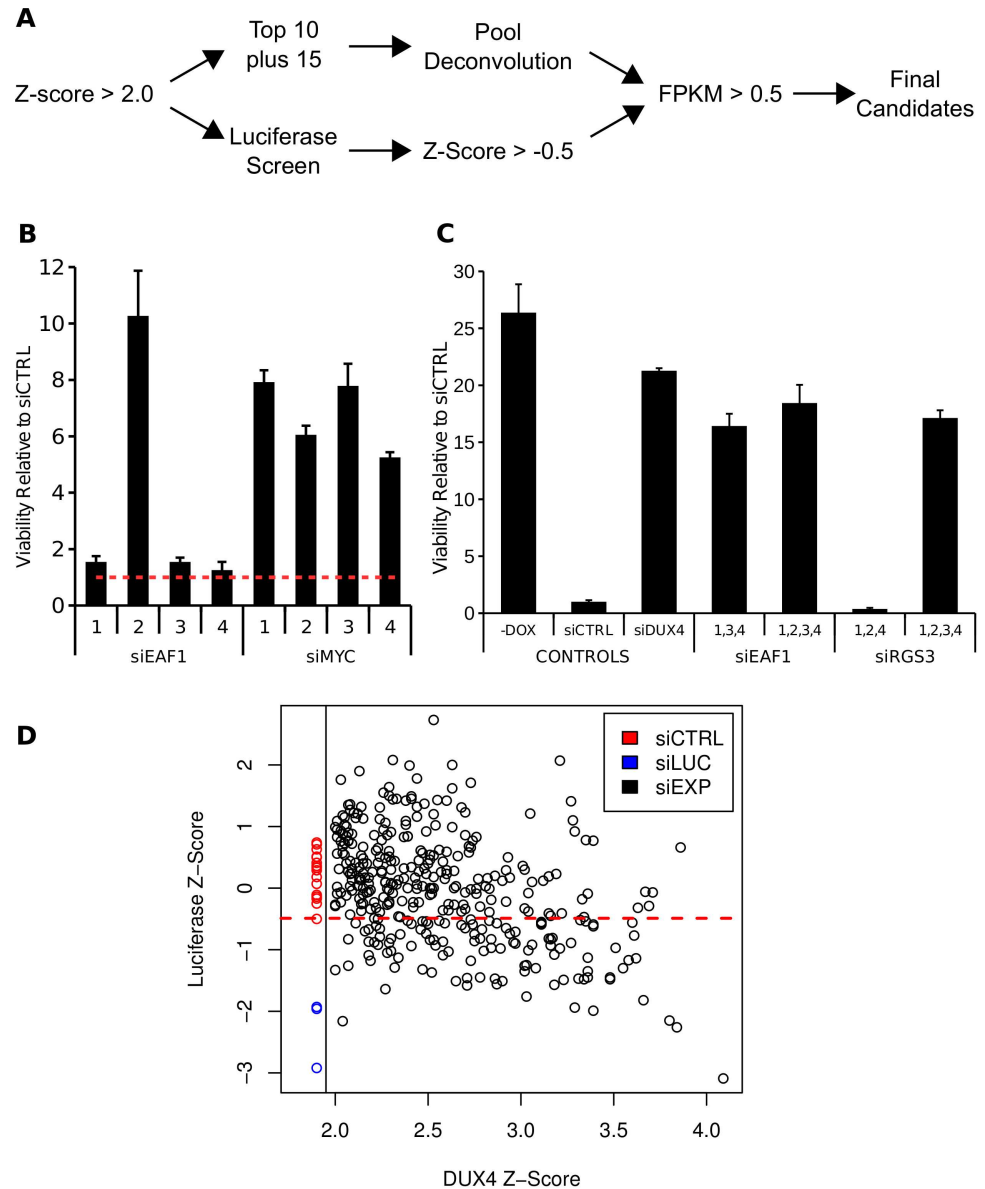 A
Top 10
plus 15
Pool
Deconvolution
Z-score > 2.0
FPKM > 0.5
Final
Candidates
Luciferase
Screen
Z-Score > -0.5
B
Viability Relative to siCTRL
12
10
8
6
4
2
0
1 2 3 4 1 2 3 4
siEAF1 siMYC
C
Viability Relative to siCTRL
30
25
20
15
10
5
0
-DOX siCTRL siDUX4 1,3,4 1,2,3,4 1,2,4 1,2,3,4
CONTROLS siEAF1 siRGS3
D
siCTRL
siLUC
siEXP
Luciferase Z−Score
2
1
0
−1
−2
−3
2.0 2.5 3.0 3.5 4.0
DUX4 Z−Score